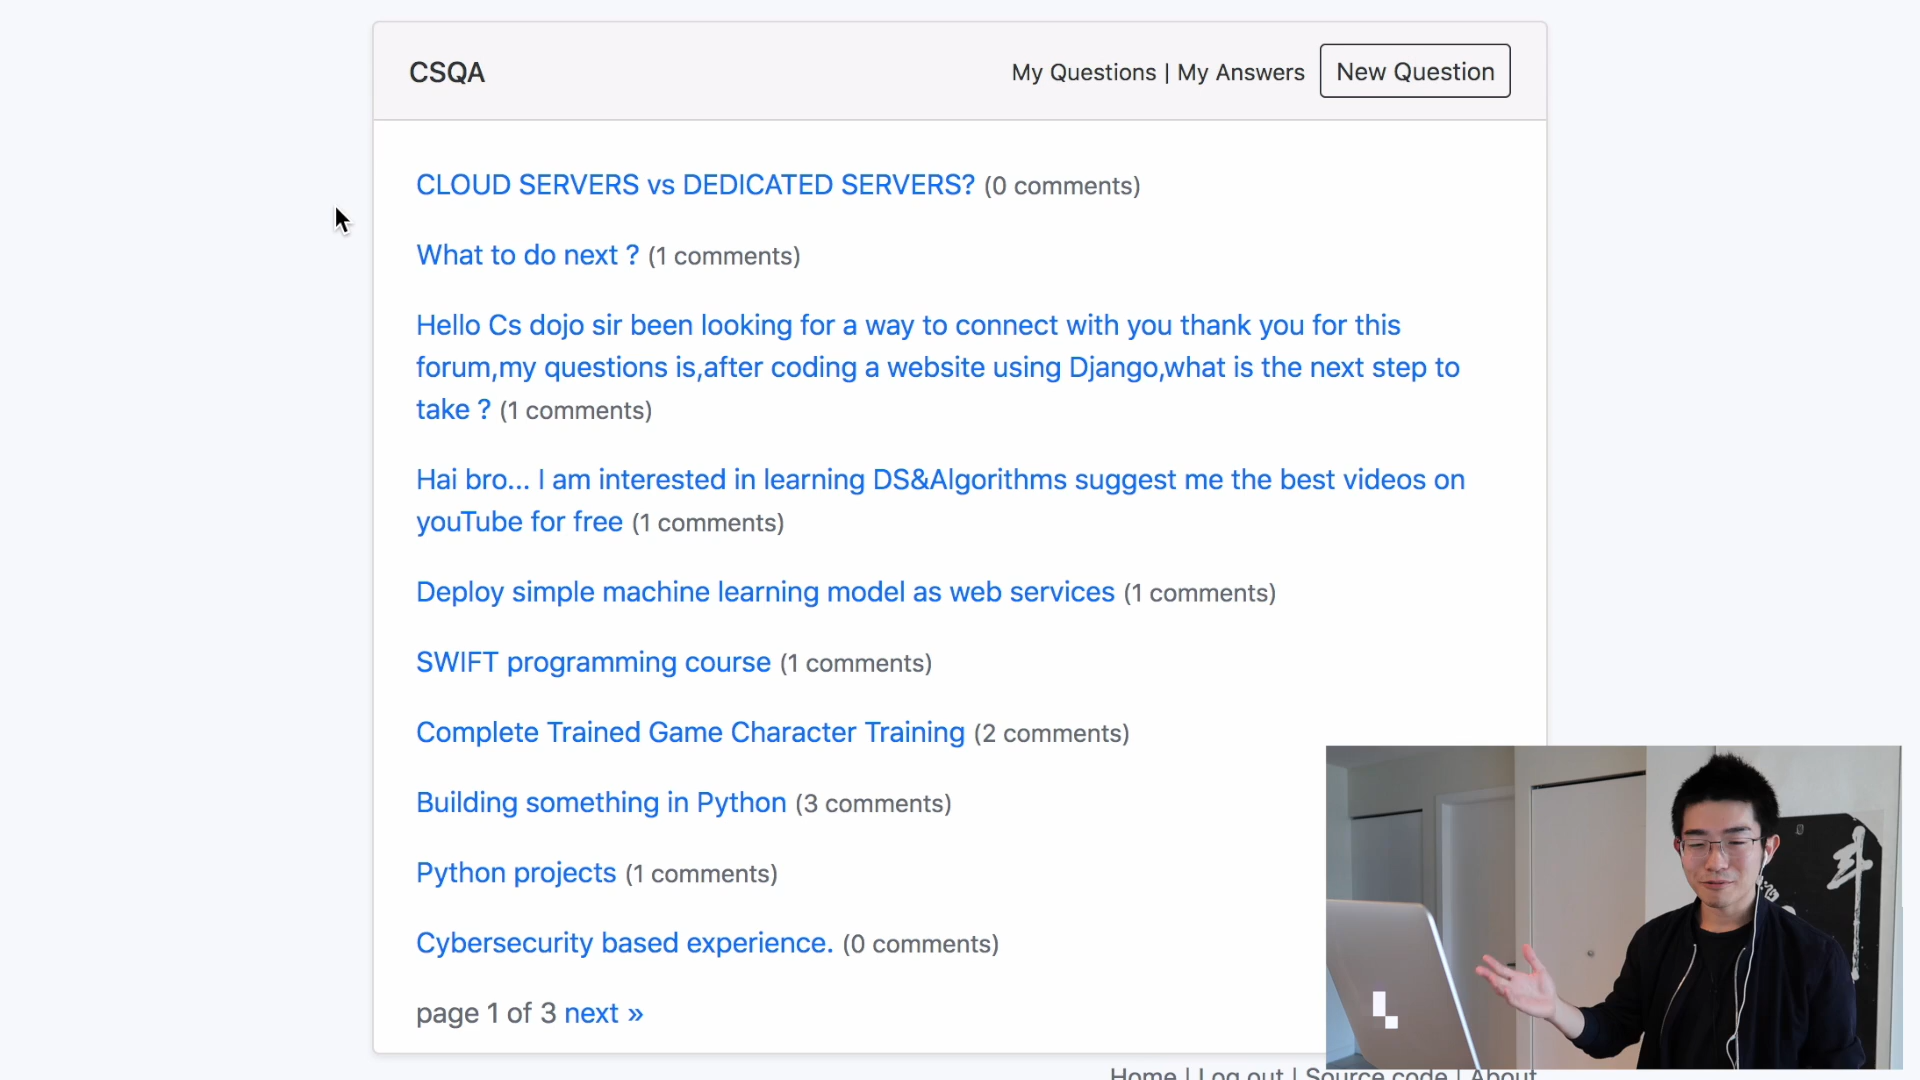 CSQA
My Questions | My Answers
New Question
CLOUD SERVERS vs DEDICATED SERVERS? (0 comments)
What to do next ? (1 comments)
Hello Cs dojo sir been looking for a way to connect with you thank you for this
forum,my questions is,after coding a website using Django,what is the next step to
take ? (1 comments)
Hai bro... I am interested in learning DS&Algorithms suggest me the best videos on
youTube for free (1 comments)
Deploy simple machine learning model as web services (1 comments)
SWIFT programming course (1 comments)
Complete Trained Game Character Training (2 comments)
Building something in Python (3 comments)
Python projects (1 comments)
Cybersecurity based experience. (0 comments)
page 1 of 3 next »
Home | Log out | Source code | About